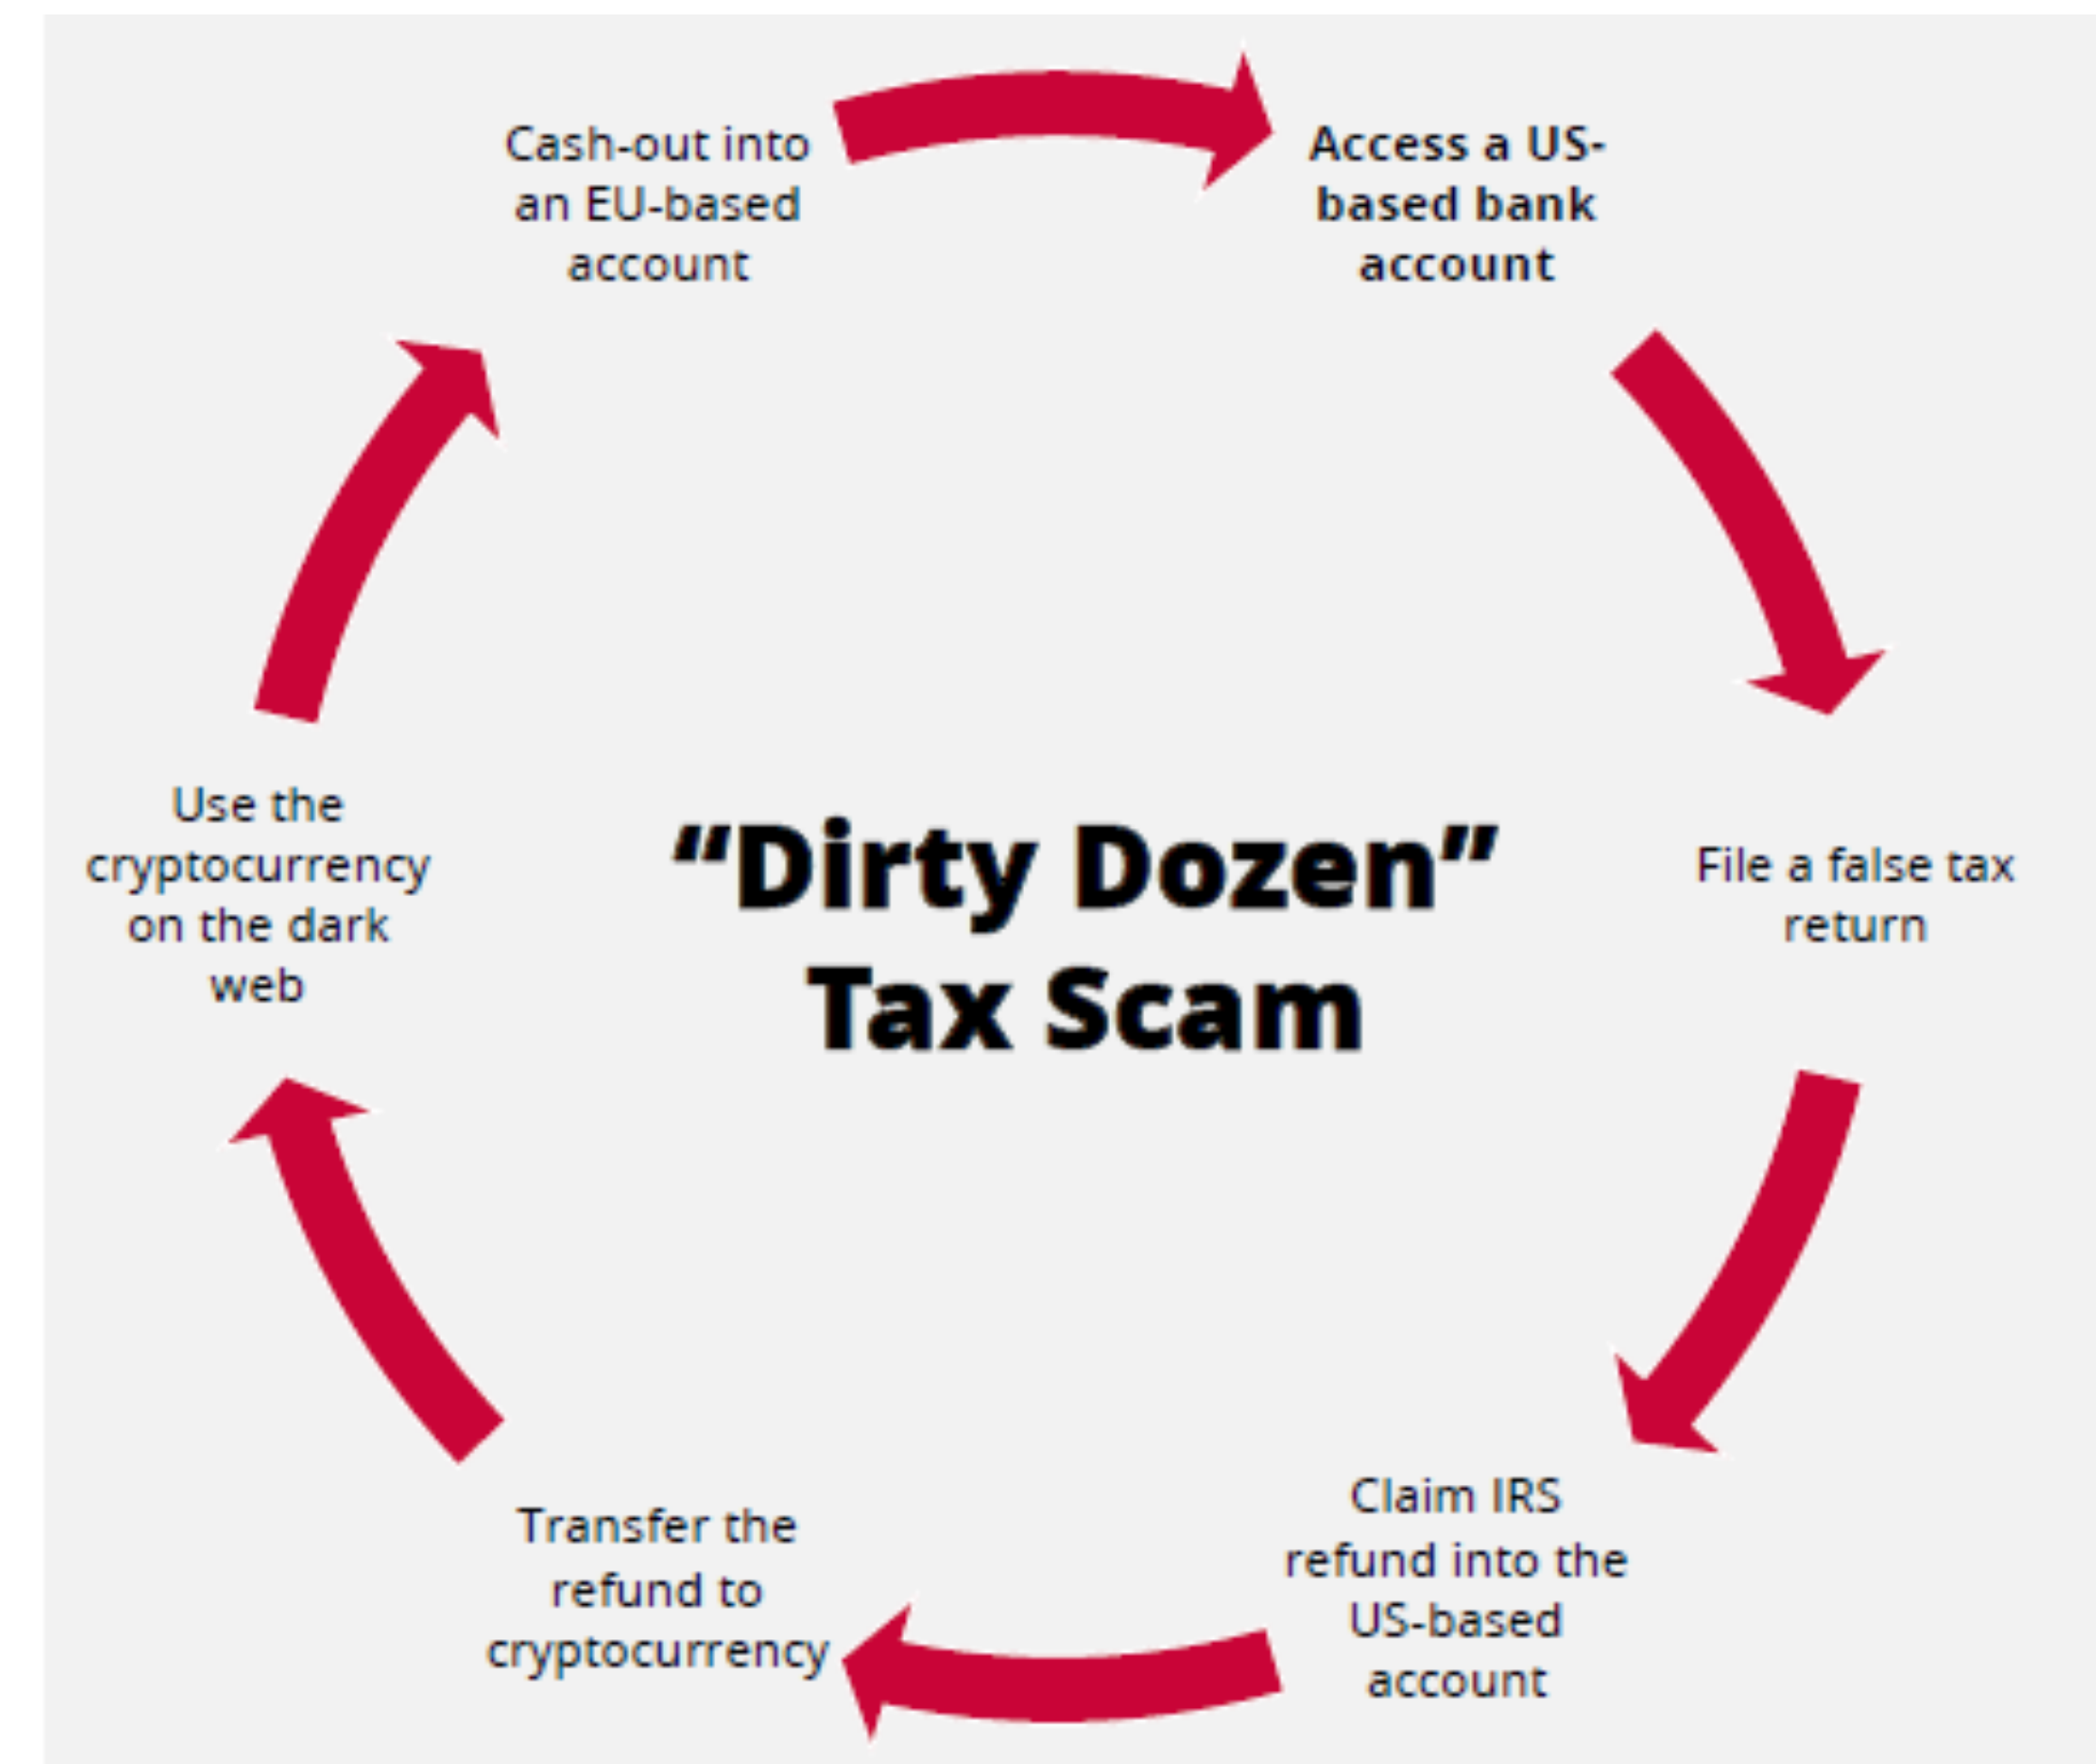 Cash-out into
an EU-based
account
Access a US-
based bank
account
File a false tax
return
Claim IRS
refund into the
US-based
account
Transfer the
refund to
cryptocurrency
Use the
cryptocurrency
on the dark
web
“Dirty Dozen”
Tax Scam